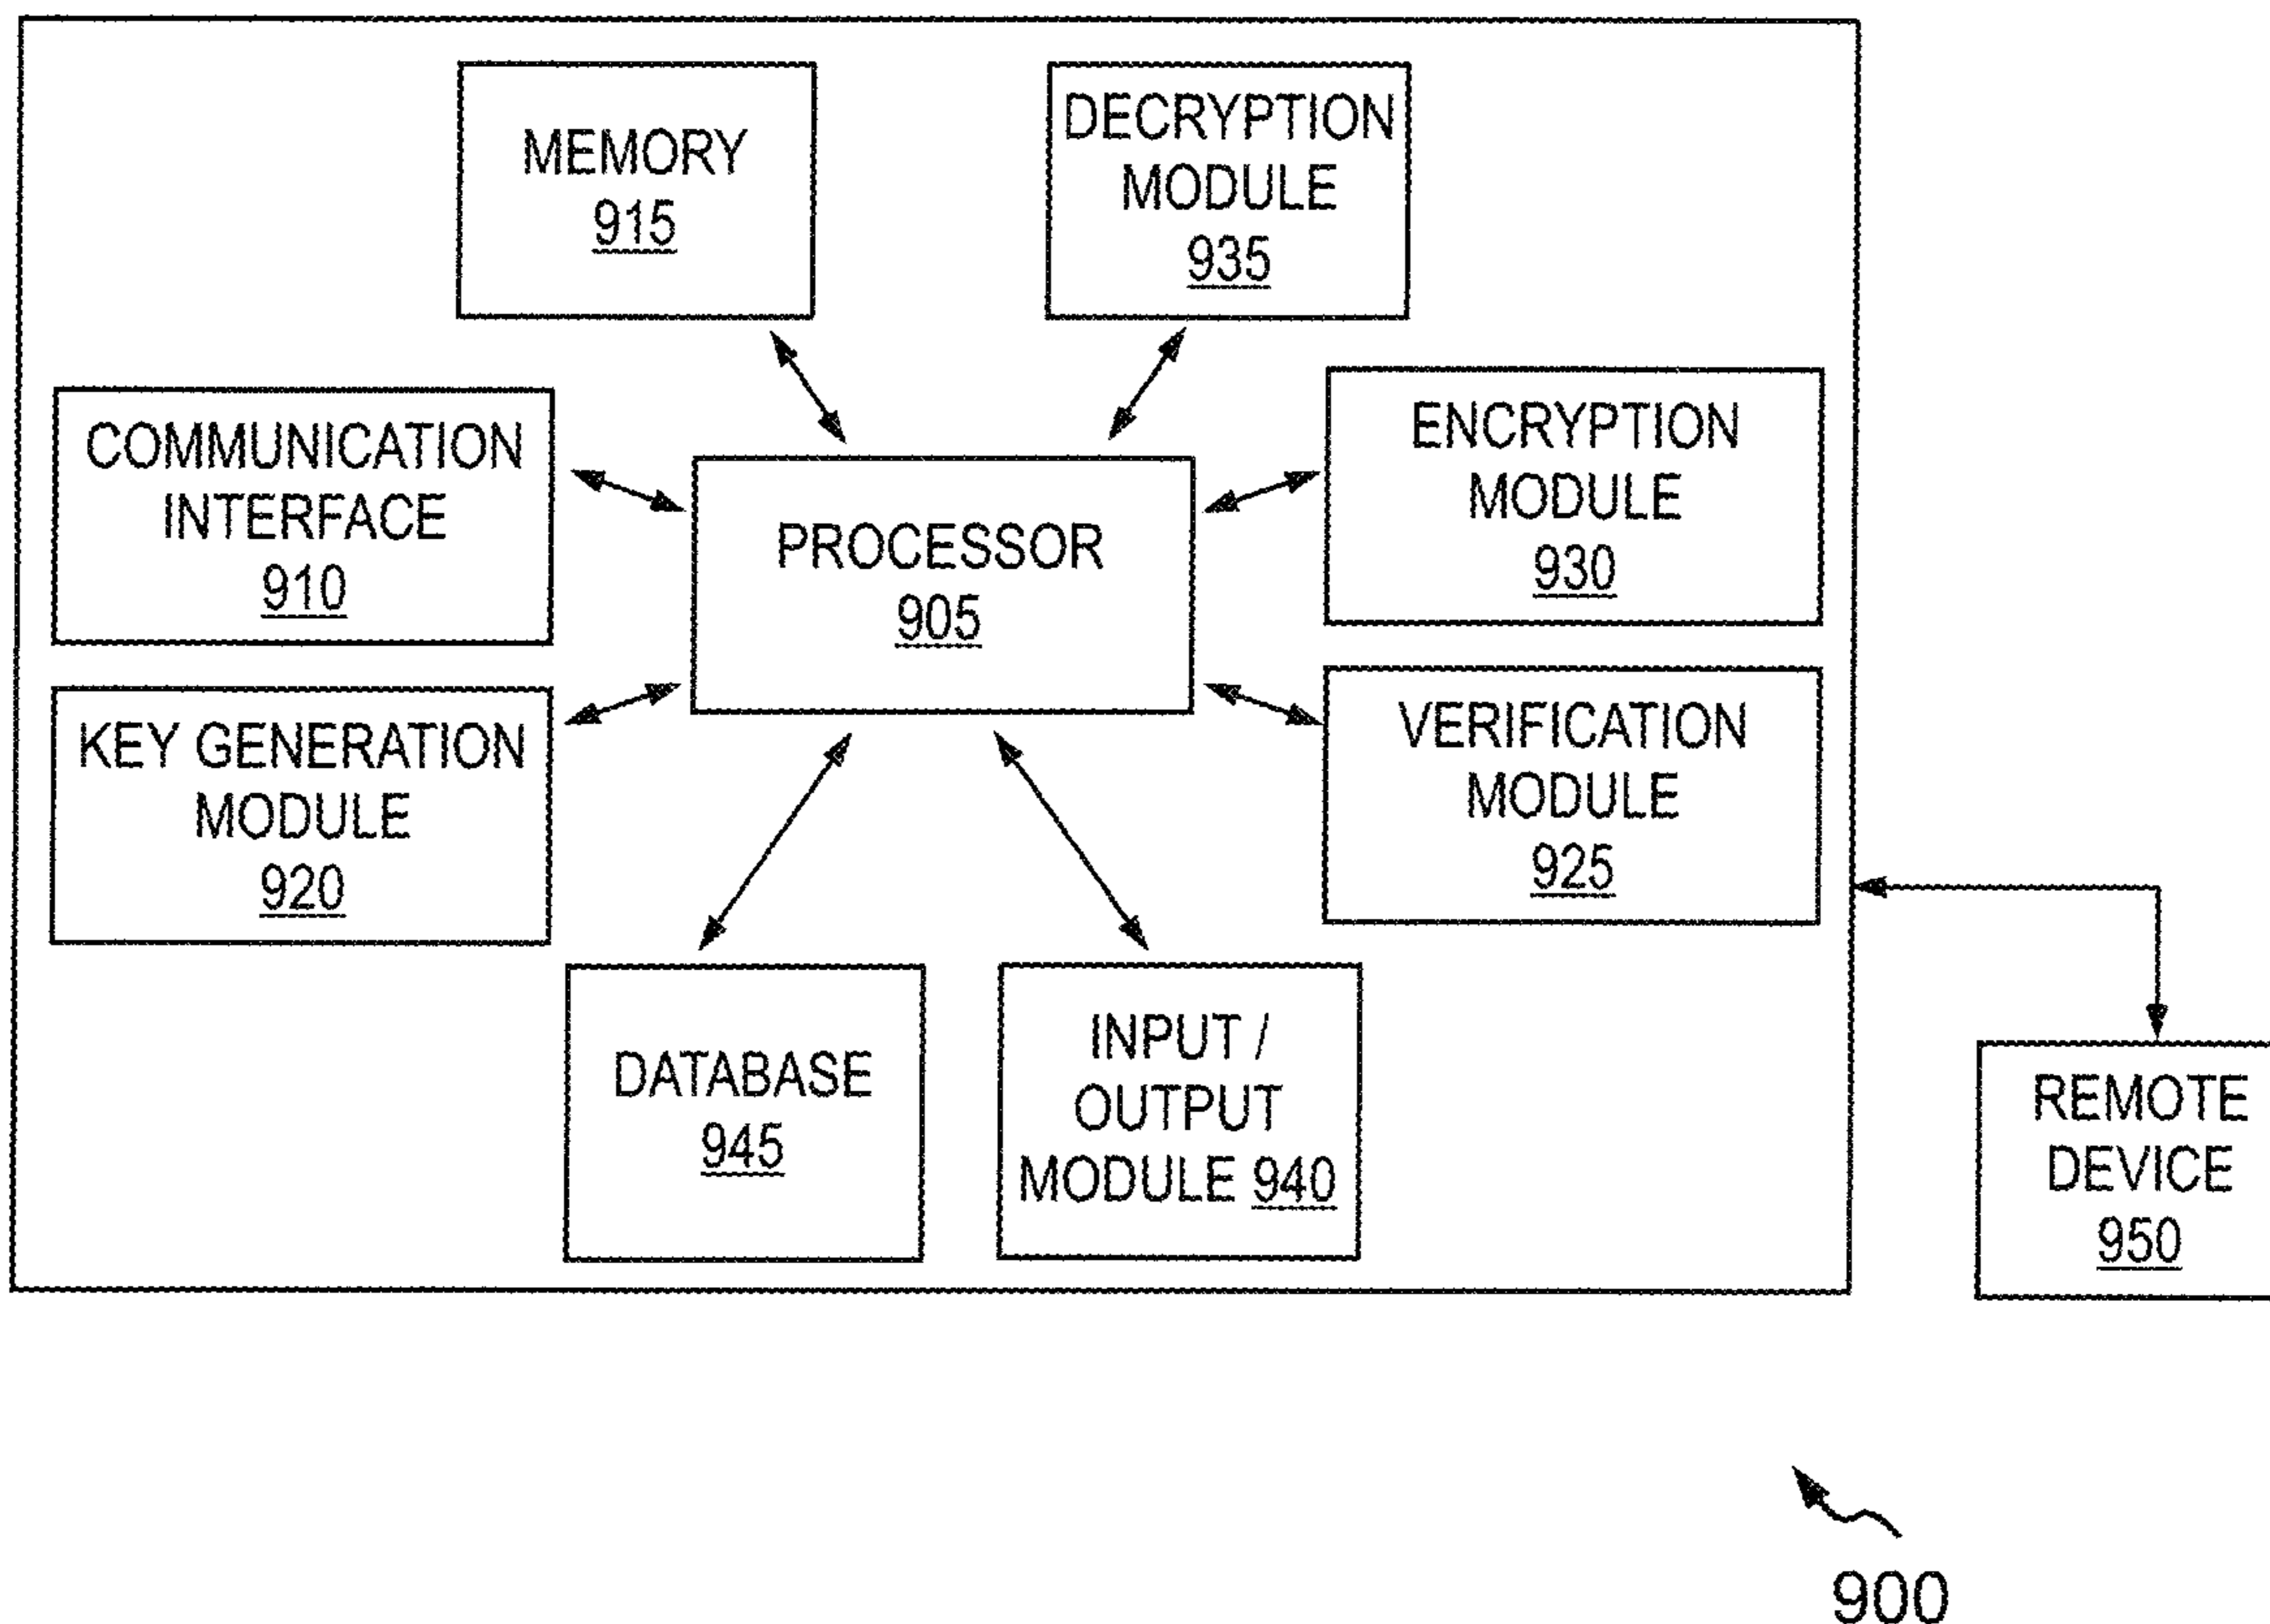 MEMORY
915
DECRYPTION
MODULE
935
COMMUNICATION
INTERFACE
910
PROCESSOR
905
ENCRYPTION
MODULE
930
KEY GENERATION
MODULE
920
VERIFICATION
MODULE
925
DATABASE
945
INPUT /
OUTPUT
MODULE 940
REMOTE
DEVICE
950
900